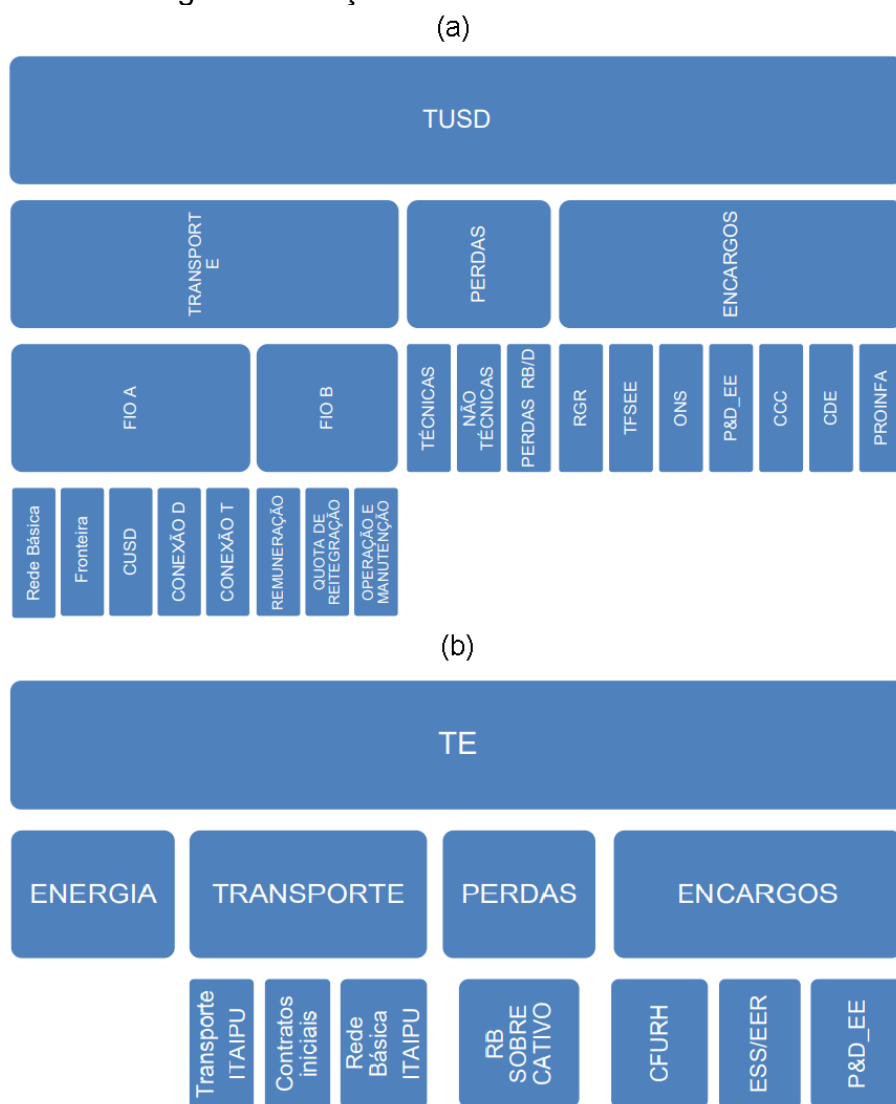 (a)
TUSD
TRANSPORT
E
PERDAS
ENCARGOS
FIO A
FIO B
TÉCNICAS
NÃO
TÉCNICAS
PERDAS RB/D
RGR
TFSEE
ONS
P&D_EE
CCC
CDE
PROINFA
Rede Básica
Fronteira
CUSD
CONEXÃO D
CONEXÃO T
REMUNERAÇÃO
QUOTA DE
REITEGRAÇÃO
OPERAÇÃO E
MANUTENÇÃO
(b)
TE
ENERGIA
TRANSPORTE
PERDAS
ENCARGOS
Transporte
ITAIPU
Contratos
iniciais
Rede
Básica
ITAIPU
RB
SOBRE
CATIVO
CFURH
ESS/EER
P&D_EE